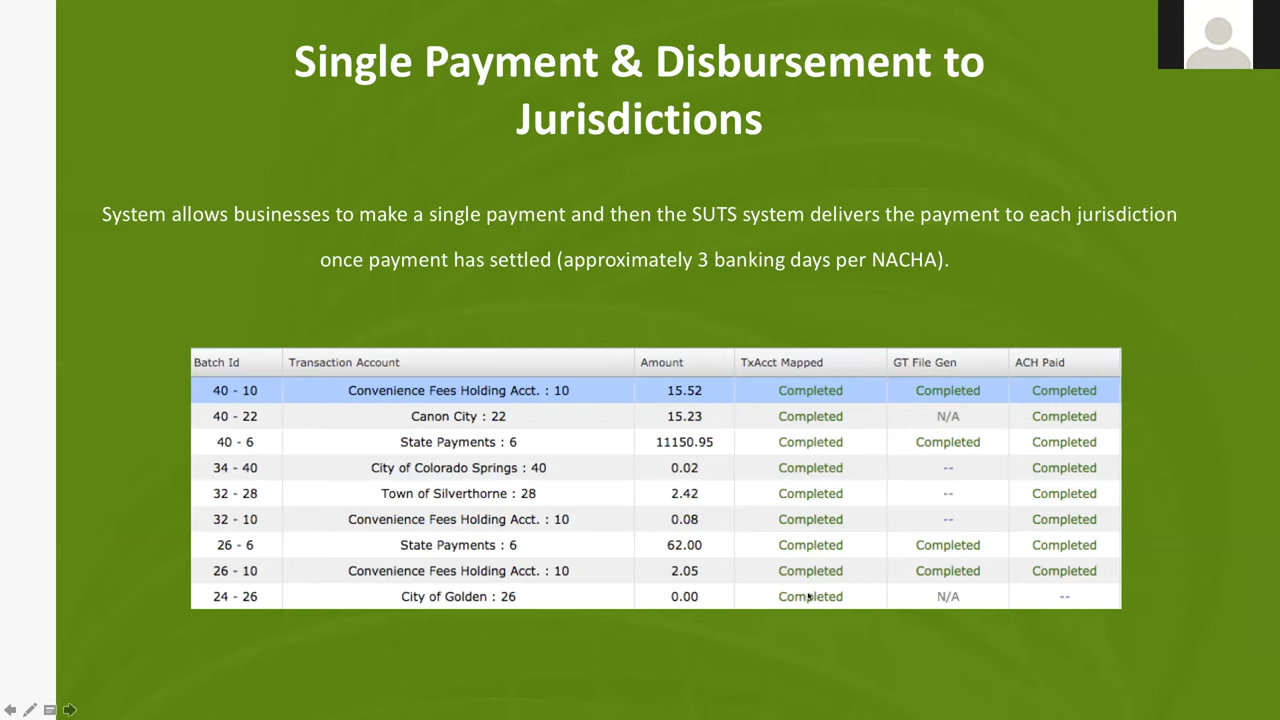 Single Payment & Disbursement to
Jurisdictions
System allows businesses to make a single payment and then the SUTS system delivers the payment to each jurisdiction
once payment has settled (approximately 3 banking days per NACHA).
Batch Id Transaction Account Amount TxAcct Mapped GT File Gen ACH Paid
40 - 10 Convenience Fees Holding Acct. : 10 15.52 Completed Completed Completed
40 - 22 Canon City : 22 15.23 Completed N/A Completed
40 - 6 State Payments : 6 11150.95 Completed Completed Completed
34 - 40 City of Colorado Springs : 40 0.02 Completed -- Completed
32 - 28 Town of Silverthorne : 28 2.42 Completed -- Completed
32 - 10 Convenience Fees Holding Acct. : 10 0.08 Completed -- Completed
26 - 6 State Payments : 6 62.00 Completed Completed Completed
26 - 10 Convenience Fees Holding Acct. : 10 2.05 Completed Completed Completed
24 - 26 City of Golden : 26 0.00 Completed N/A --